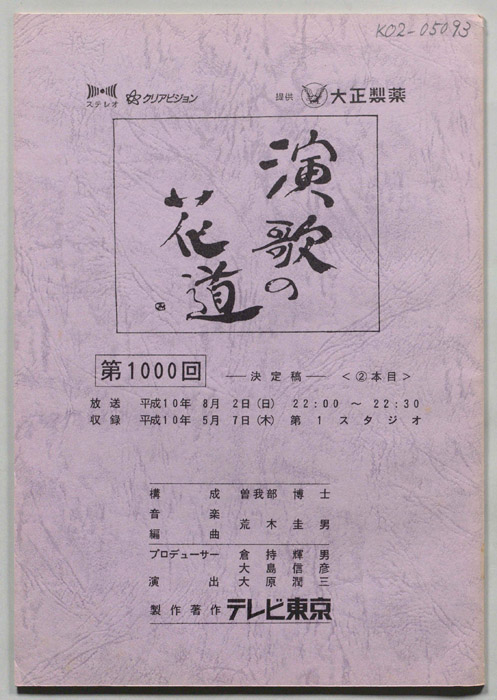 K02-05093
ステレオ クリアビジョン 提供 大正製薬
演歌の
花道
第1000回 ―決定稿― <②本目>
放送 平成10年 8月 2日(日) 22:00 ~ 22:30
収録 平成10年 5月 7日(木) 第1スタジオ
構成 曽我部博士
音楽
編曲 荒木圭男
プロデューサー 倉持輝男
大島信彦
演出 大原潤三
製作著作 テレビ東京